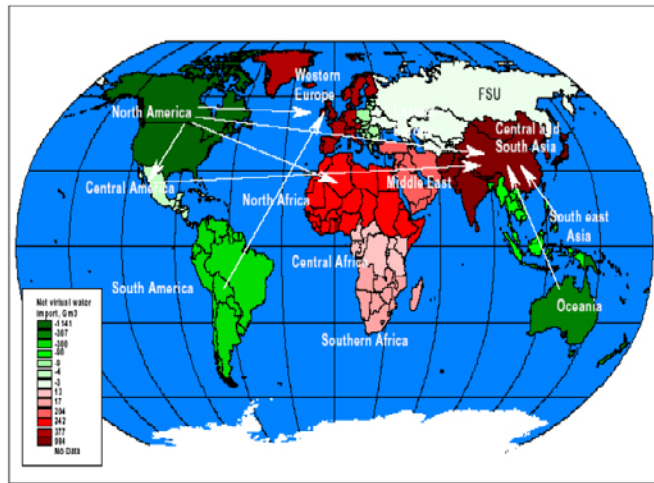 Western
Europe
FSU
North America
Central and
South Asia
Central America
North Africa
Middle East
South east
Asia
Central Africa
South America
Oceania
Southern Africa
Net virtual water
import, Gm3
-1141
-307
-300
-90
-9
-4
-3
13
17
204
242
377
994
No Data